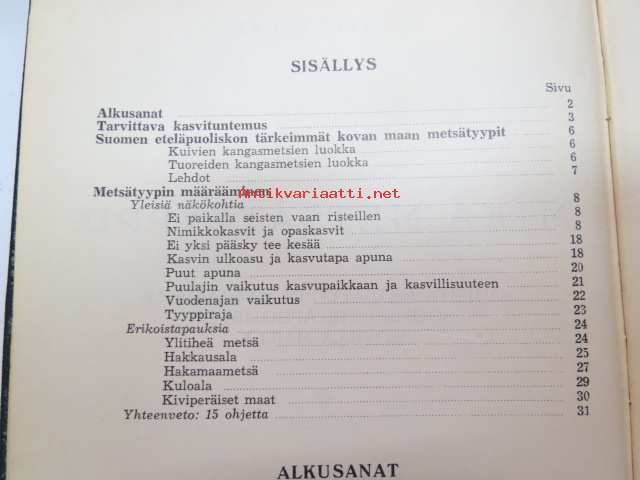 SISÄLLYS
Sivu
Alkusanat 2
Tarvittava kasvituntemus 3
Suomen eteläpuoliskon tärkeimmät kovan maan metsätyypit 6
Kuivien kangasmetsien luokka 6
Tuoreiden kangasmetsien luokka 6
Lehdot 7
Metsätyypin määrääminen 8
Antikvariaatti.net
Yleisiä näkökohtia 8
Ei paikalla seisten vaan risteillen 8
Nimikkokasvit ja opaskasvit 8
Ei yksi pääsky tee kesää 18
Kasvin ulkoasu ja kasvutapa apuna 18
Puut apuna 20
Puulajin vaikutus kasvupaikkaan ja kasvillisuuteen 21
Vuodenajan vaikutus 22
Tyyppiraja 23
Erikoistapauksia 24
Ylitiheä metsä 24
Hakkausala 25
Hakamaametsä 27
Kuloala 29
Kiviperäiset maat 30
Yhteenveto: 15 ohjetta 31
ALKUSANAT